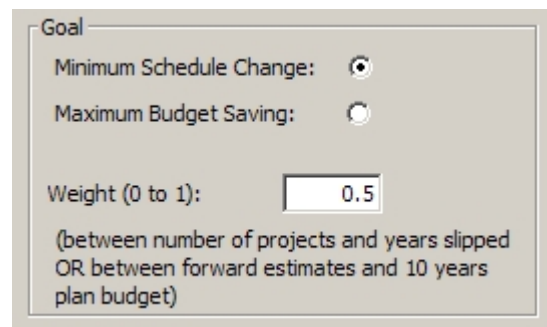 Goal
Minimum Schedule Change:
Maximum Budget Saving:
Weight (0 to 1): 0.5
(between number of projects and years slipped
OR between forward estimates and 10 years
plan budget)